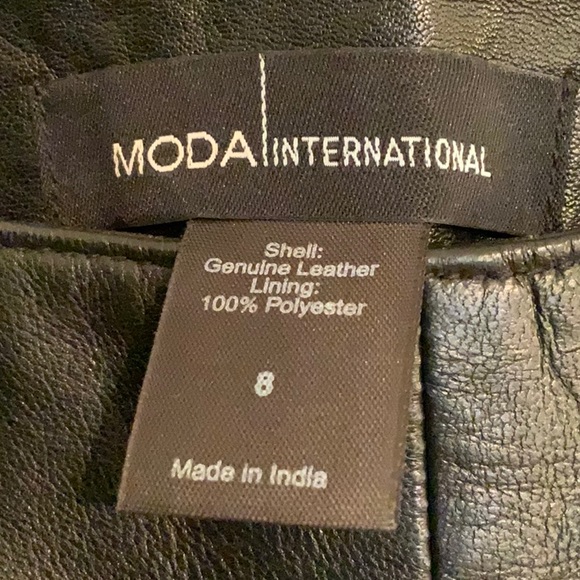 MODA INTERNATIONAL
Shell:
Genuine Leather
Lining:
100% Polyester
8
Made in India